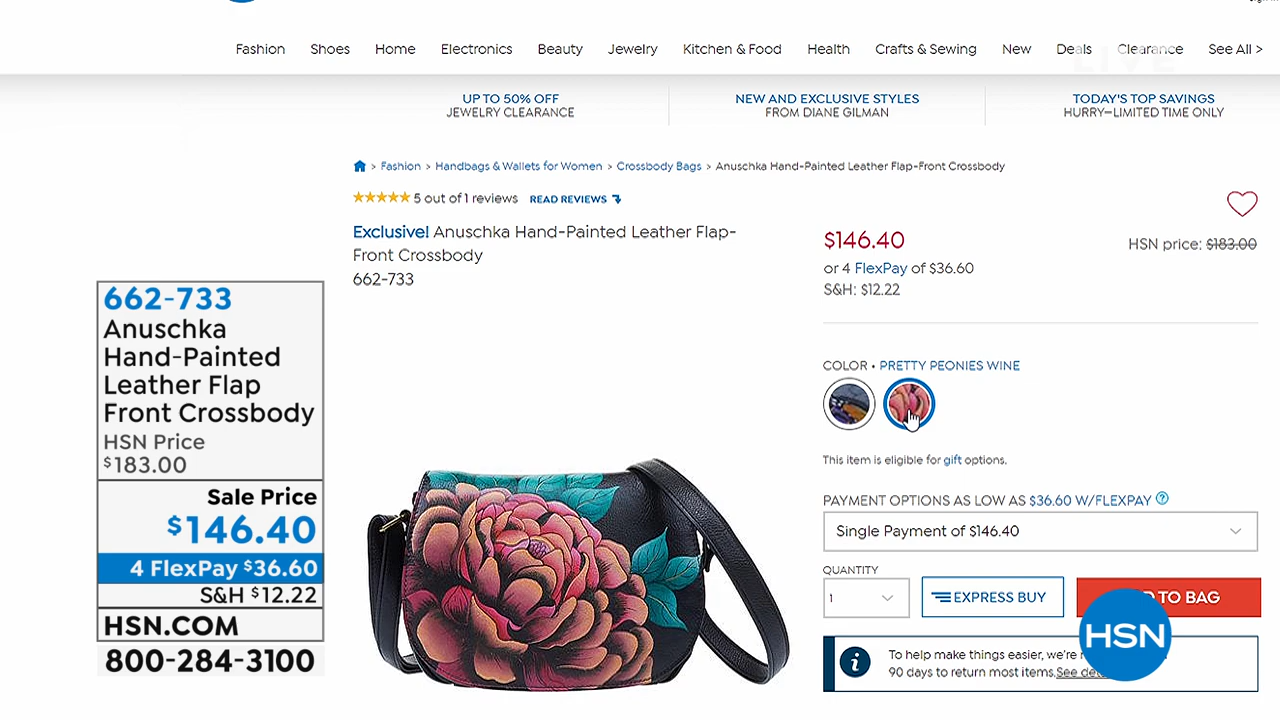 Fashion Shoes Home Electronics Beauty Jewelry Kitchen & Food Health Crafts & Sewing New Deals Clearance See All >
LIVE
UP TO 50% OFF
JEWELRY CLEARANCE
NEW AND EXCLUSIVE STYLES
FROM DIANE GILMAN
TODAY'S TOP SAVINGS
HURRY—LIMITED TIME ONLY
> Fashion > Handbags & Wallets for Women > Crossbody Bags > Anuschka Hand-Painted Leather Flap-Front Crossbody
5 out of 1 reviews READ REVIEWS
Exclusive! Anuschka Hand-Painted Leather Flap-
Front Crossbody
662-733
$146.40
HSN price: $183.00
or 4 FlexPay of $36.60
S&H: $12.22
COLOR • PRETTY PEONIES WINE
This item is eligible for gift options.
PAYMENT OPTIONS AS LOW AS $36.60 W/FLEXPAY ?
Single Payment of $146.40
QUANTITY
1
EXPRESS BUY
TO BAG
HSN
i
To help make things easier, we're
90 days to return most items. See
662-733
Anuschka
Hand-Painted
Leather Flap
Front Crossbody
HSN Price
$183.00
Sale Price
$146.40
4 FlexPay $36.60
S&H $12.22
HSN.COM
800-284-3100